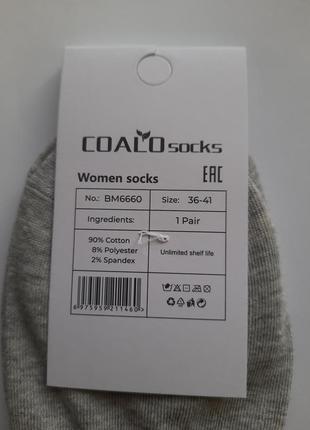 COALO socks
Women socks EAC
No.: BM6660 Size: 36-41
Ingredients: 1 Pair
90% Cotton
8% Polyester
2% Spandex
Unlimited shelf life
6975959211460>